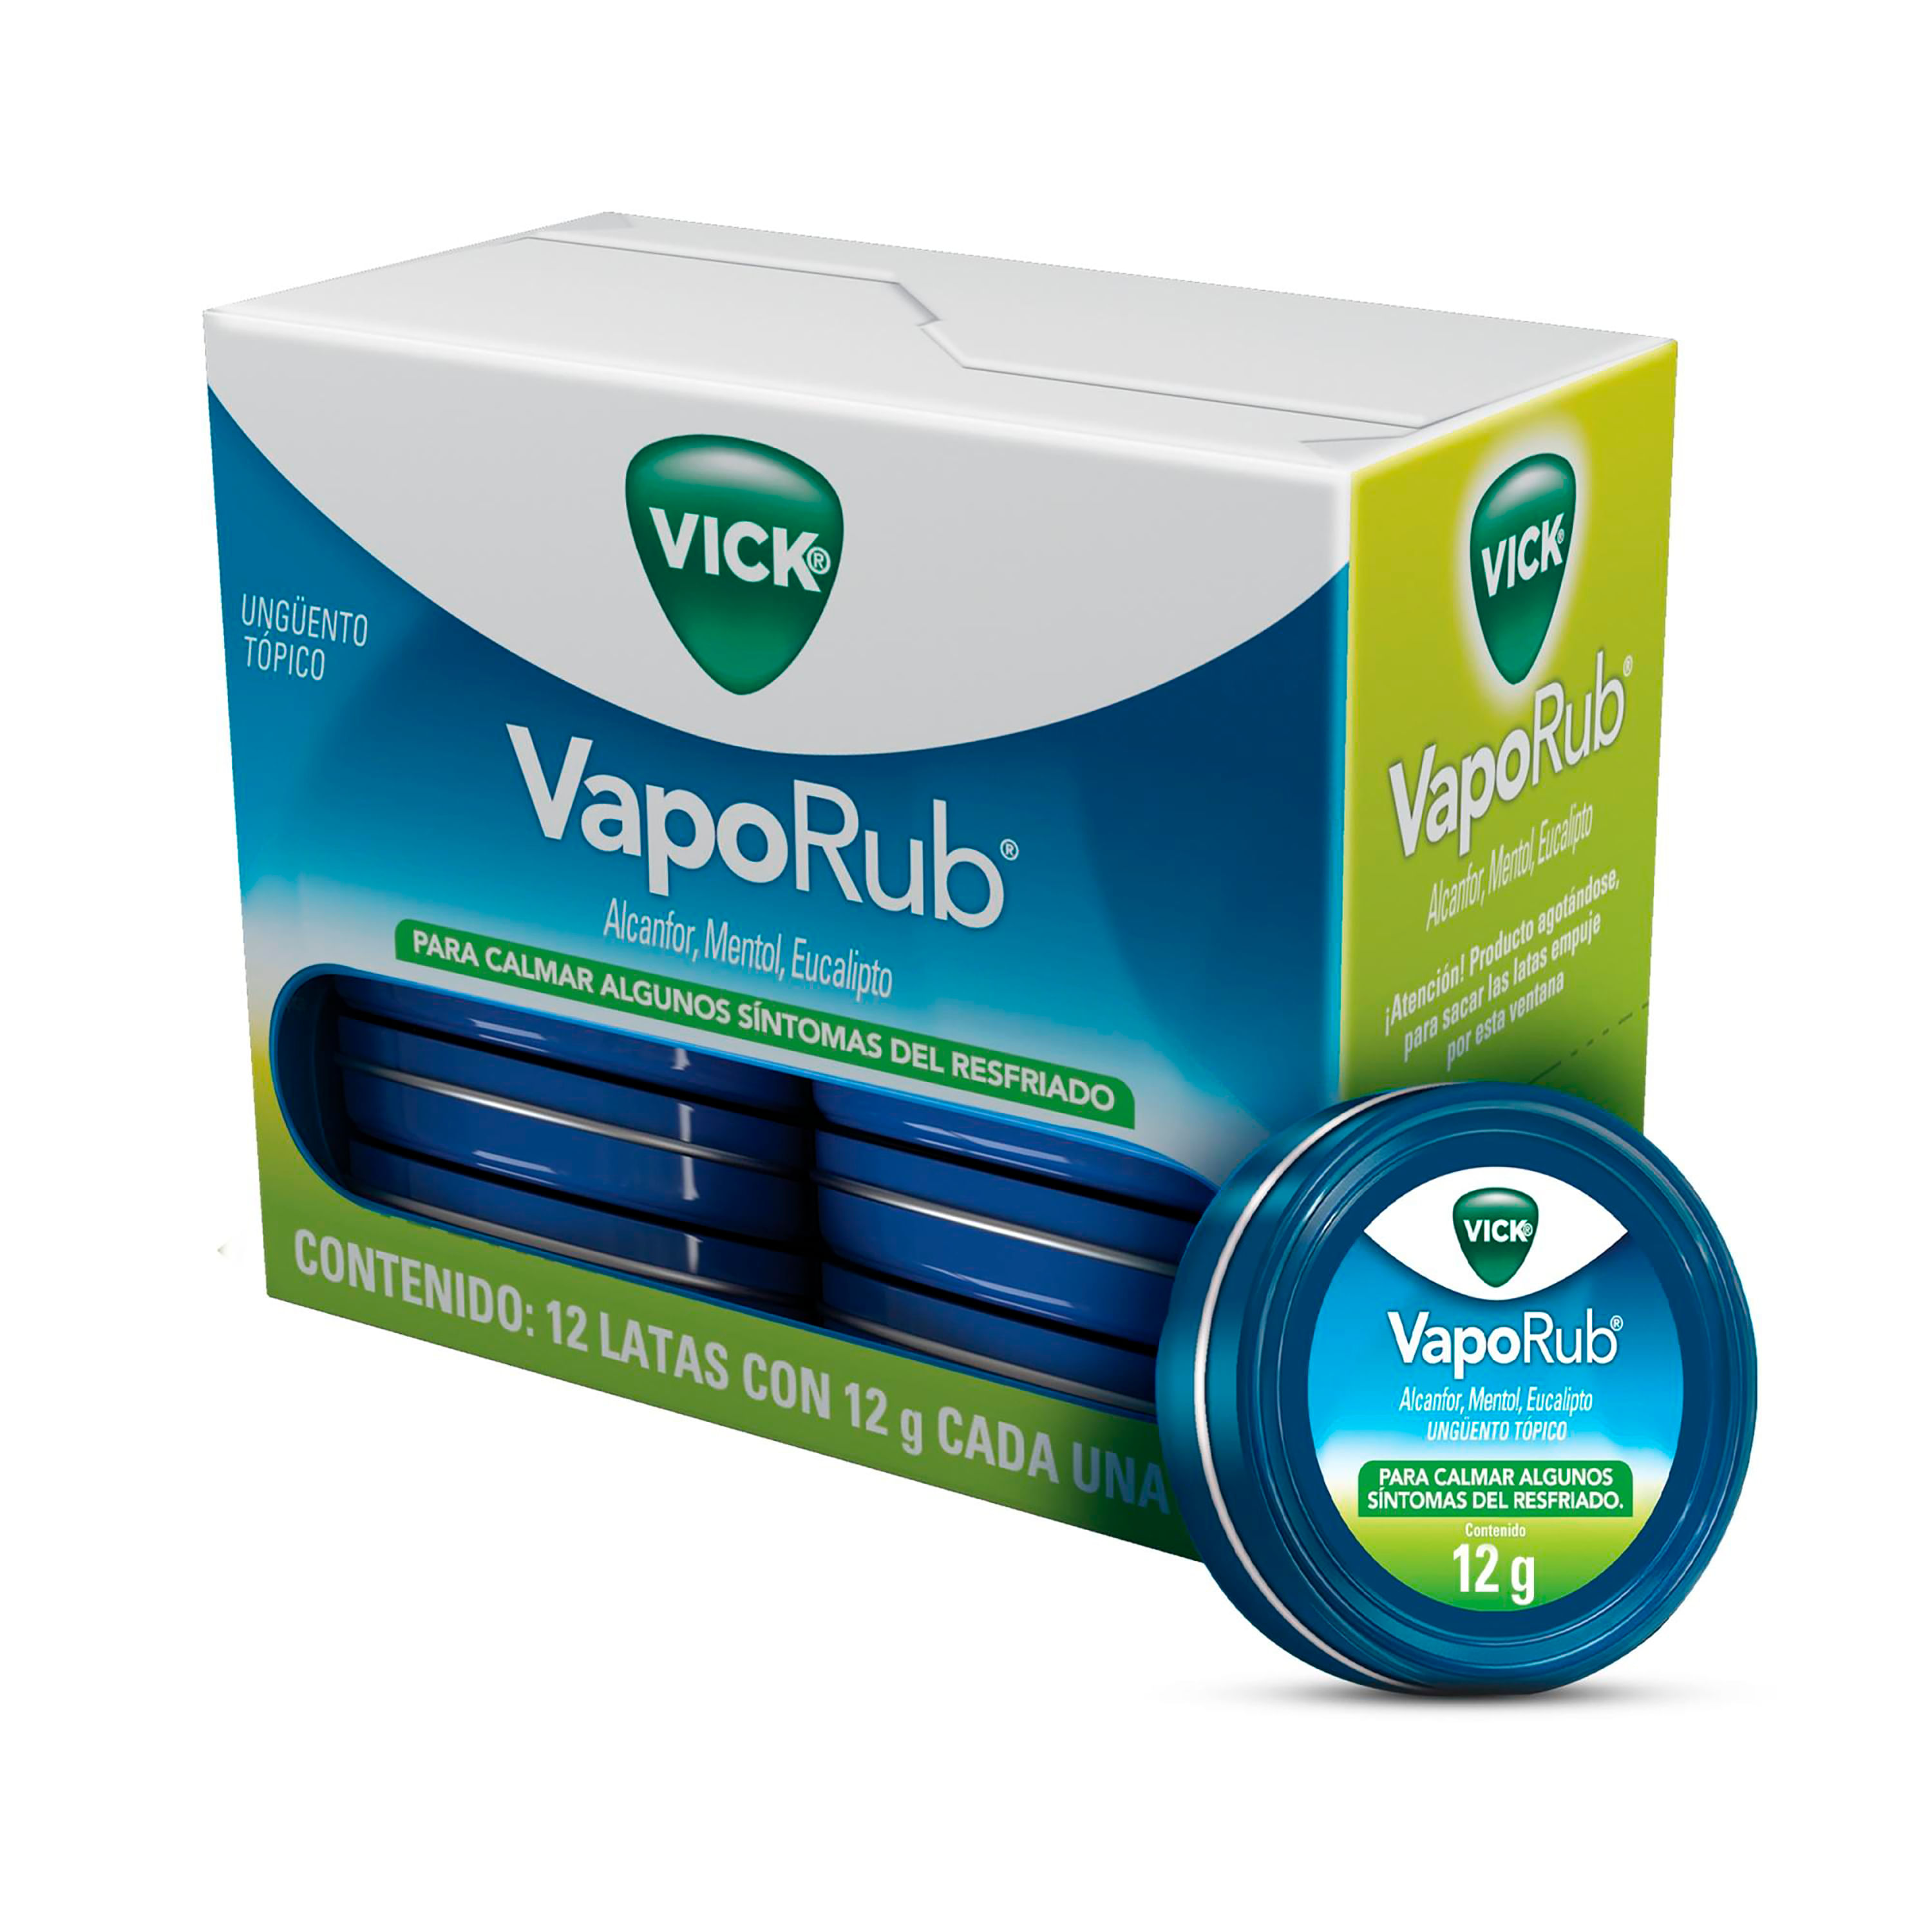 VICK®
UNGÜENTO
TÓPICO
VapoRub®
Alcanfor, Mentol, Eucalipto
PARA CALMAR ALGUNOS SÍNTOMAS DEL RESFRIADO
CONTENIDO: 12 LATAS CON 12 g CADA UNA
VICK®
VapoRub®
Alcanfor, Mentol, Eucalipto
¡Atención! Producto agotándose,
para sacar las latas empuje
por esta ventana
VICK®
VapoRub®
Alcanfor, Mentol, Eucalipto
UNGÜENTO TÓPICO
PARA CALMAR ALGUNOS
SÍNTOMAS DEL RESFRIADO.
Contenido
12 g